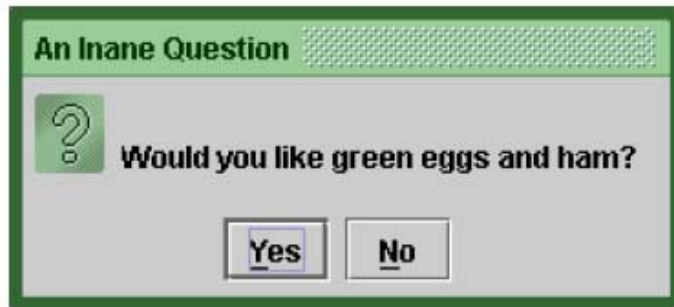 An Inane Question
Would you like green eggs and ham?
Yes No